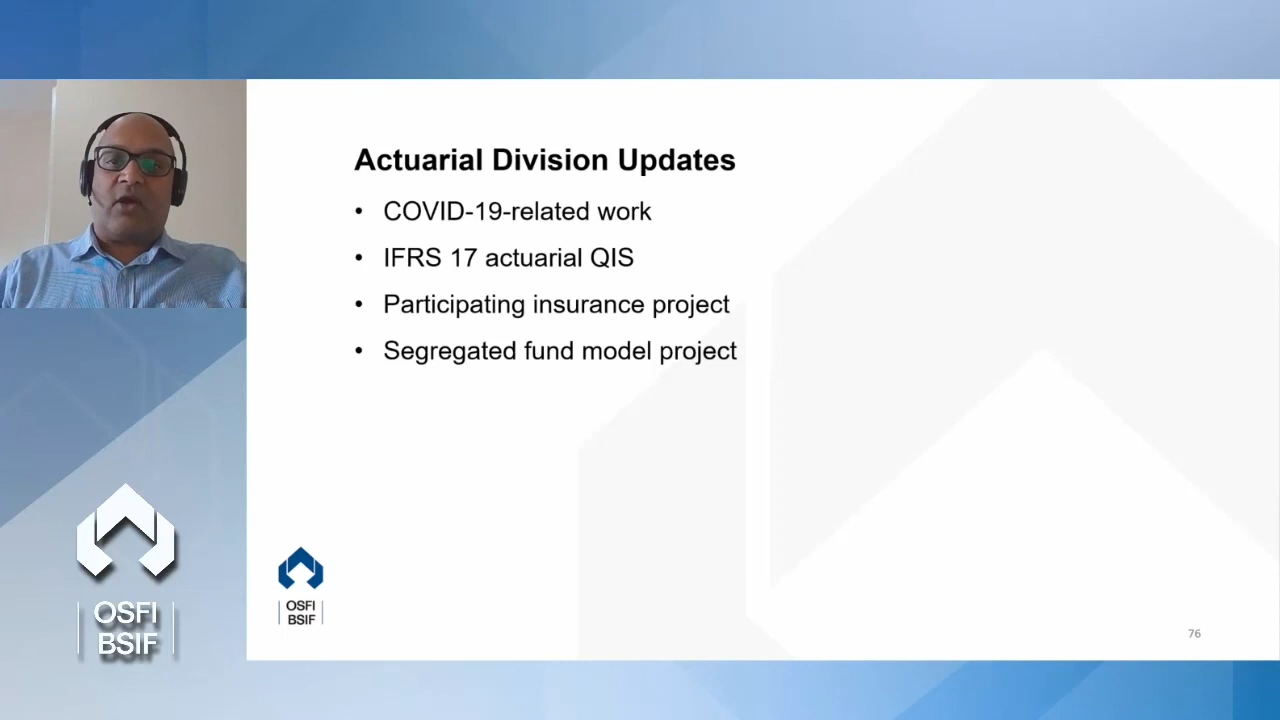 Actuarial Division Updates
• COVID-19-related work
• IFRS 17 actuarial QIS
• Participating insurance project
• Segregated fund model project
OSFI
BSIF
OSFI
BSIF
76